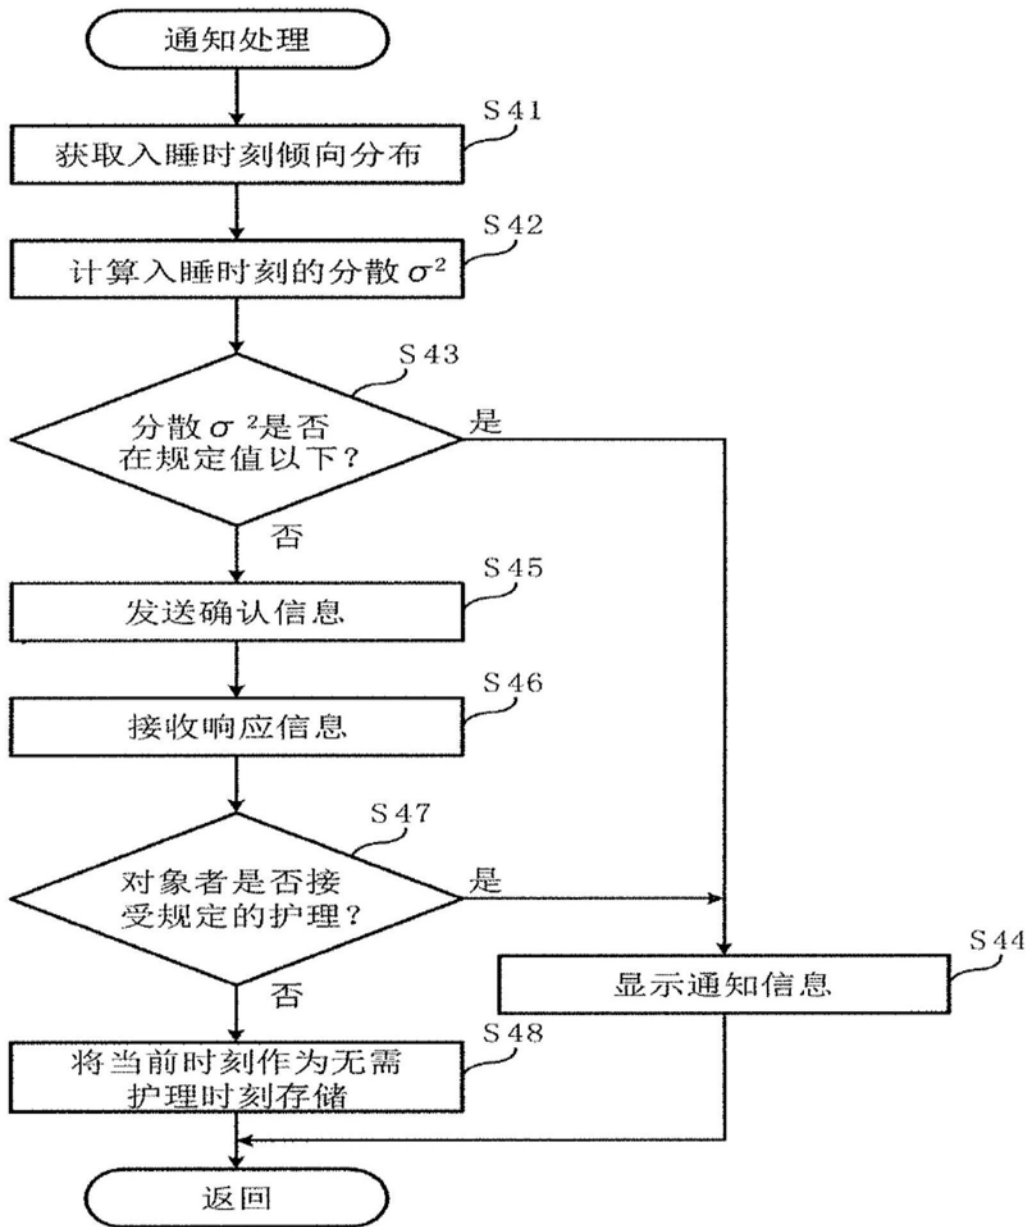 通知处理
S41
获取入睡时刻倾向分布
S42
计算入睡时刻的分散σ²
S43
分散σ²是否
在规定值以下？
是
否
S45
发送确认信息
S46
接收响应信息
S47
对象者是否接
受规定的护理？
是
否
S44
显示通知信息
S48
将当前时刻作为无需
护理时刻存储
返回